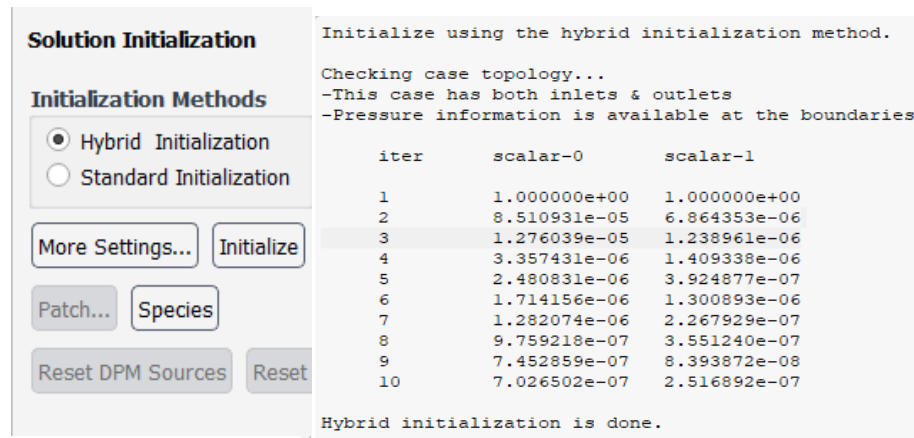 Solution Initialization
Initialization Methods
Hybrid Initialization
Standard Initialization
More Settings... Initialize
Patch... Species
Reset DPM Sources Reset
Initialize using the hybrid initialization method.
Checking case topology...
-This case has both inlets & outlets
-Pressure information is available at the boundaries
iter scalar-0 scalar-1
1 1.000000e+00 1.000000e+00
2 8.510931e-05 6.864353e-06
3 1.276039e-05 1.238961e-06
4 3.357431e-06 1.409338e-06
5 2.480831e-06 3.924877e-07
6 1.714156e-06 1.300893e-06
7 1.282074e-06 2.267929e-07
8 9.759218e-07 3.551240e-07
9 7.452859e-07 8.393872e-08
10 7.026502e-07 2.516892e-07
Hybrid initialization is done.